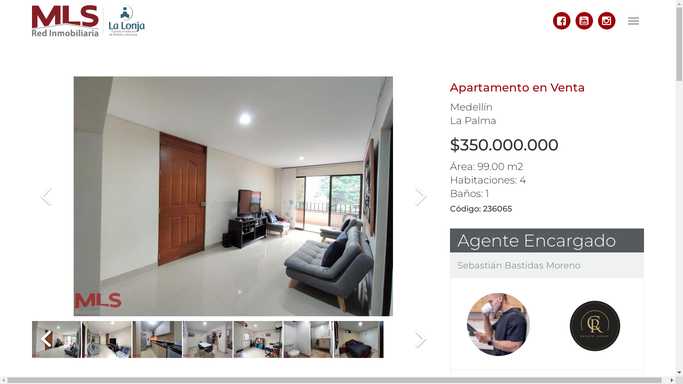 MLS
Red Inmobiliaria
La Lonja
Apartamento en Venta
Medellín
La Palma
$350.000.000
Área: 99.00 m2
Habitaciones: 4
Baños: 1
Código: 236065
Agente Encargado
Sebastián Bastidas Moreno
MLS